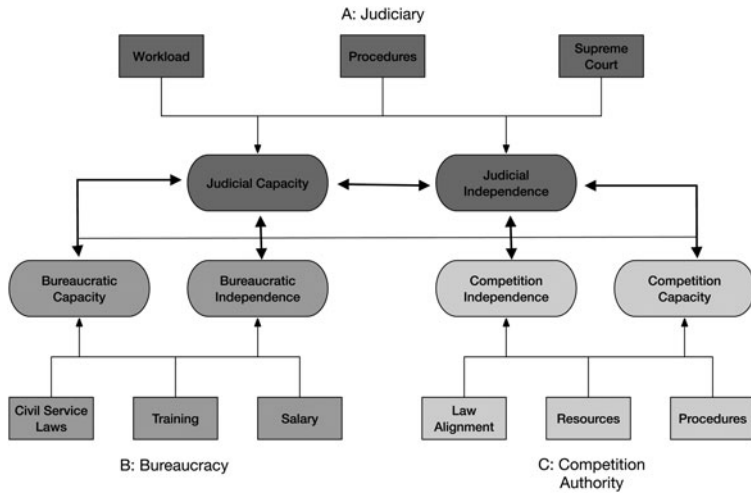 A: Judiciary
Workload
Procedures
Supreme
Court
Judicial Capacity
Judicial
Independence
Bureaucratic
Capacity
Bureaucratic
Independence
Competition
Independence
Competition
Capacity
Civil Service
Laws
Training
Salary
Law
Alignment
Resources
Procedures
B: Bureaucracy
C: Competition
Authority